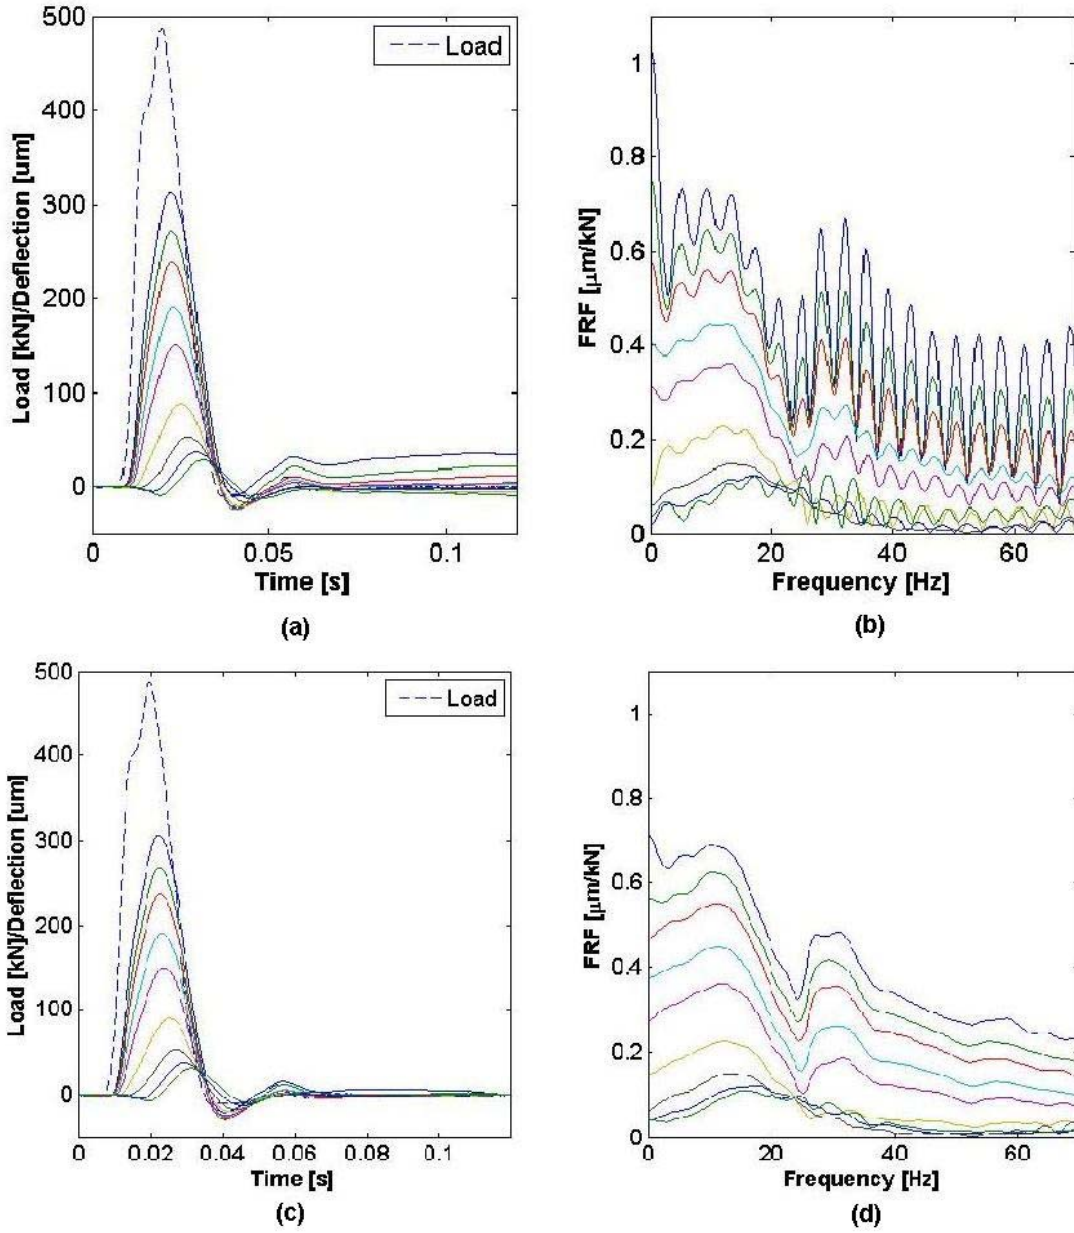 500
400
300
200
100
0
Load [kN]/Deflection [um]
Load
0
0.05
0.1
Time [s]
(a)
1
0.8
0.6
0.4
0.2
0
FRF [μm/kN]
0
20
40
60
Frequency [Hz]
(b)
500
400
300
200
100
0
Load [kN]/Deflection [um]
Load
0
0.02
0.04
0.06
0.08
0.1
Time [s]
(c)
1
0.8
0.6
0.4
0.2
0
FRF [μm/kN]
0
20
40
60
Frequency [Hz]
(d)